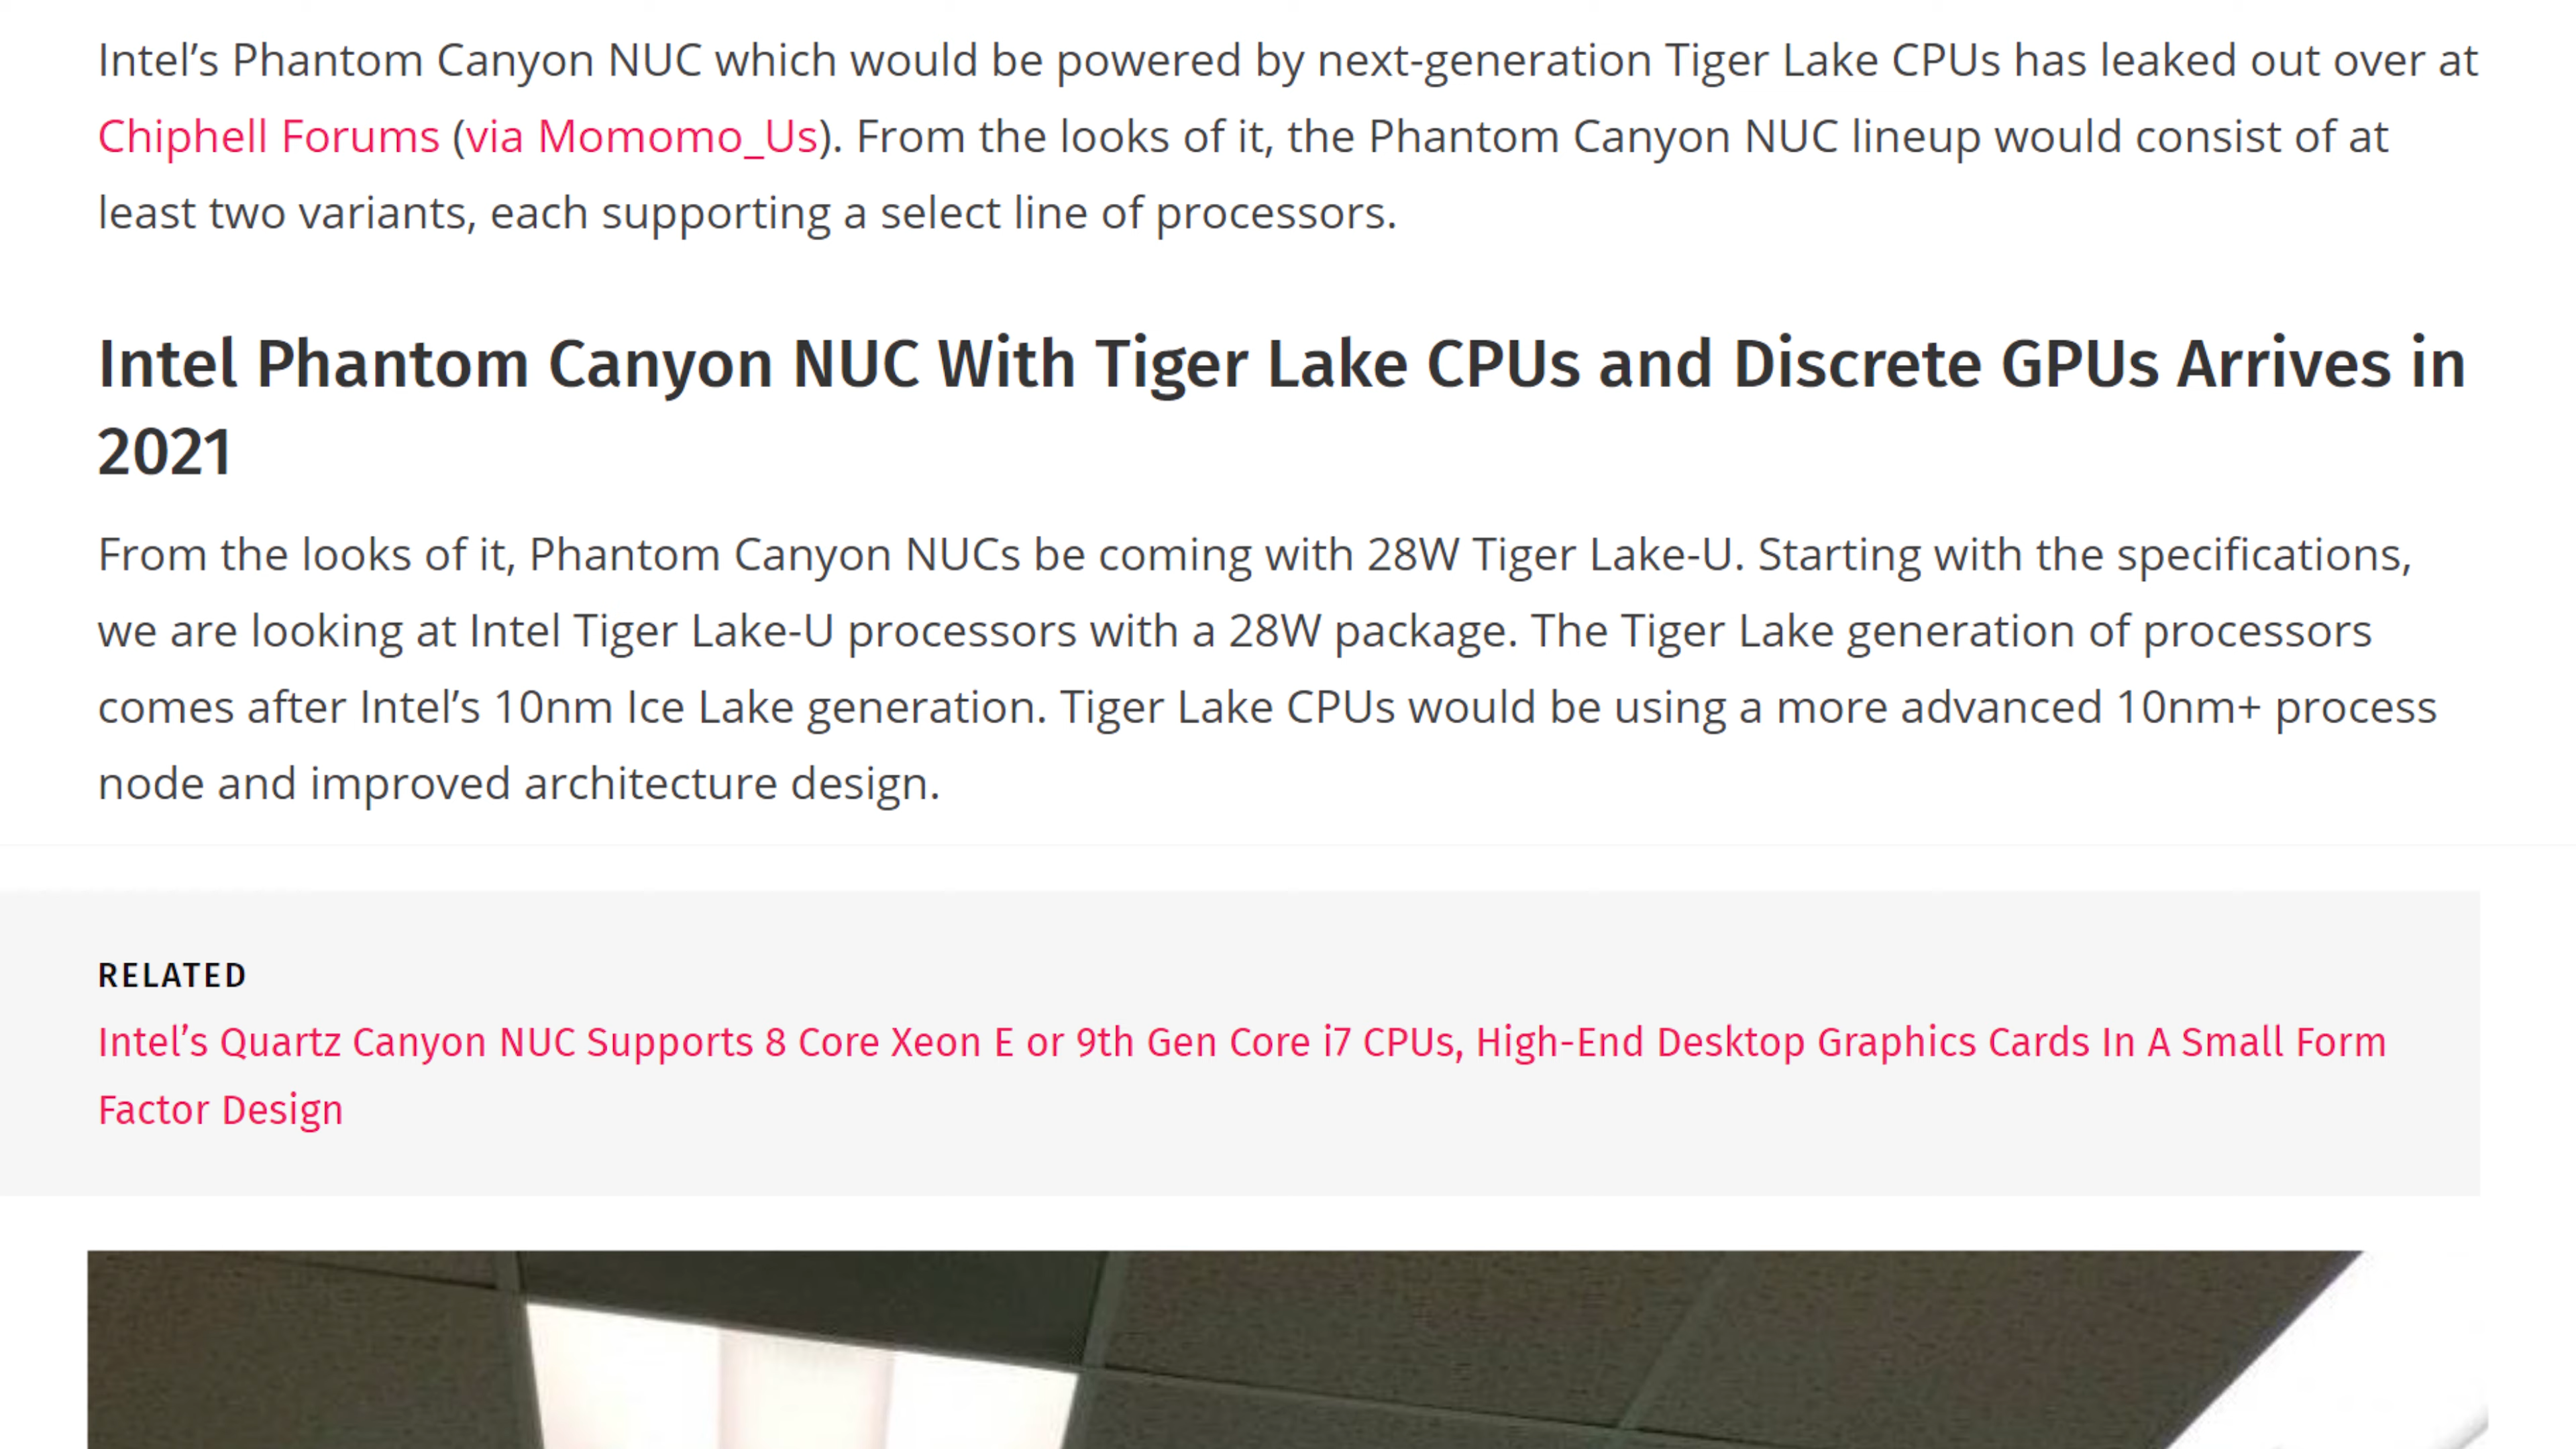 Intel’s Phantom Canyon NUC which would be powered by next-generation Tiger Lake CPUs has leaked out over at
Chiphell Forums (via Momomo_Us). From the looks of it, the Phantom Canyon NUC lineup would consist of at
least two variants, each supporting a select line of processors.
Intel Phantom Canyon NUC With Tiger Lake CPUs and Discrete GPUs Arrives in
2021
From the looks of it, Phantom Canyon NUCs be coming with 28W Tiger Lake-U. Starting with the specifications,
we are looking at Intel Tiger Lake-U processors with a 28W package. The Tiger Lake generation of processors
comes after Intel’s 10nm Ice Lake generation. Tiger Lake CPUs would be using a more advanced 10nm+ process
node and improved architecture design.
RELATED
Intel’s Quartz Canyon NUC Supports 8 Core Xeon E or 9th Gen Core i7 CPUs, High-End Desktop Graphics Cards In A Small Form
Factor Design